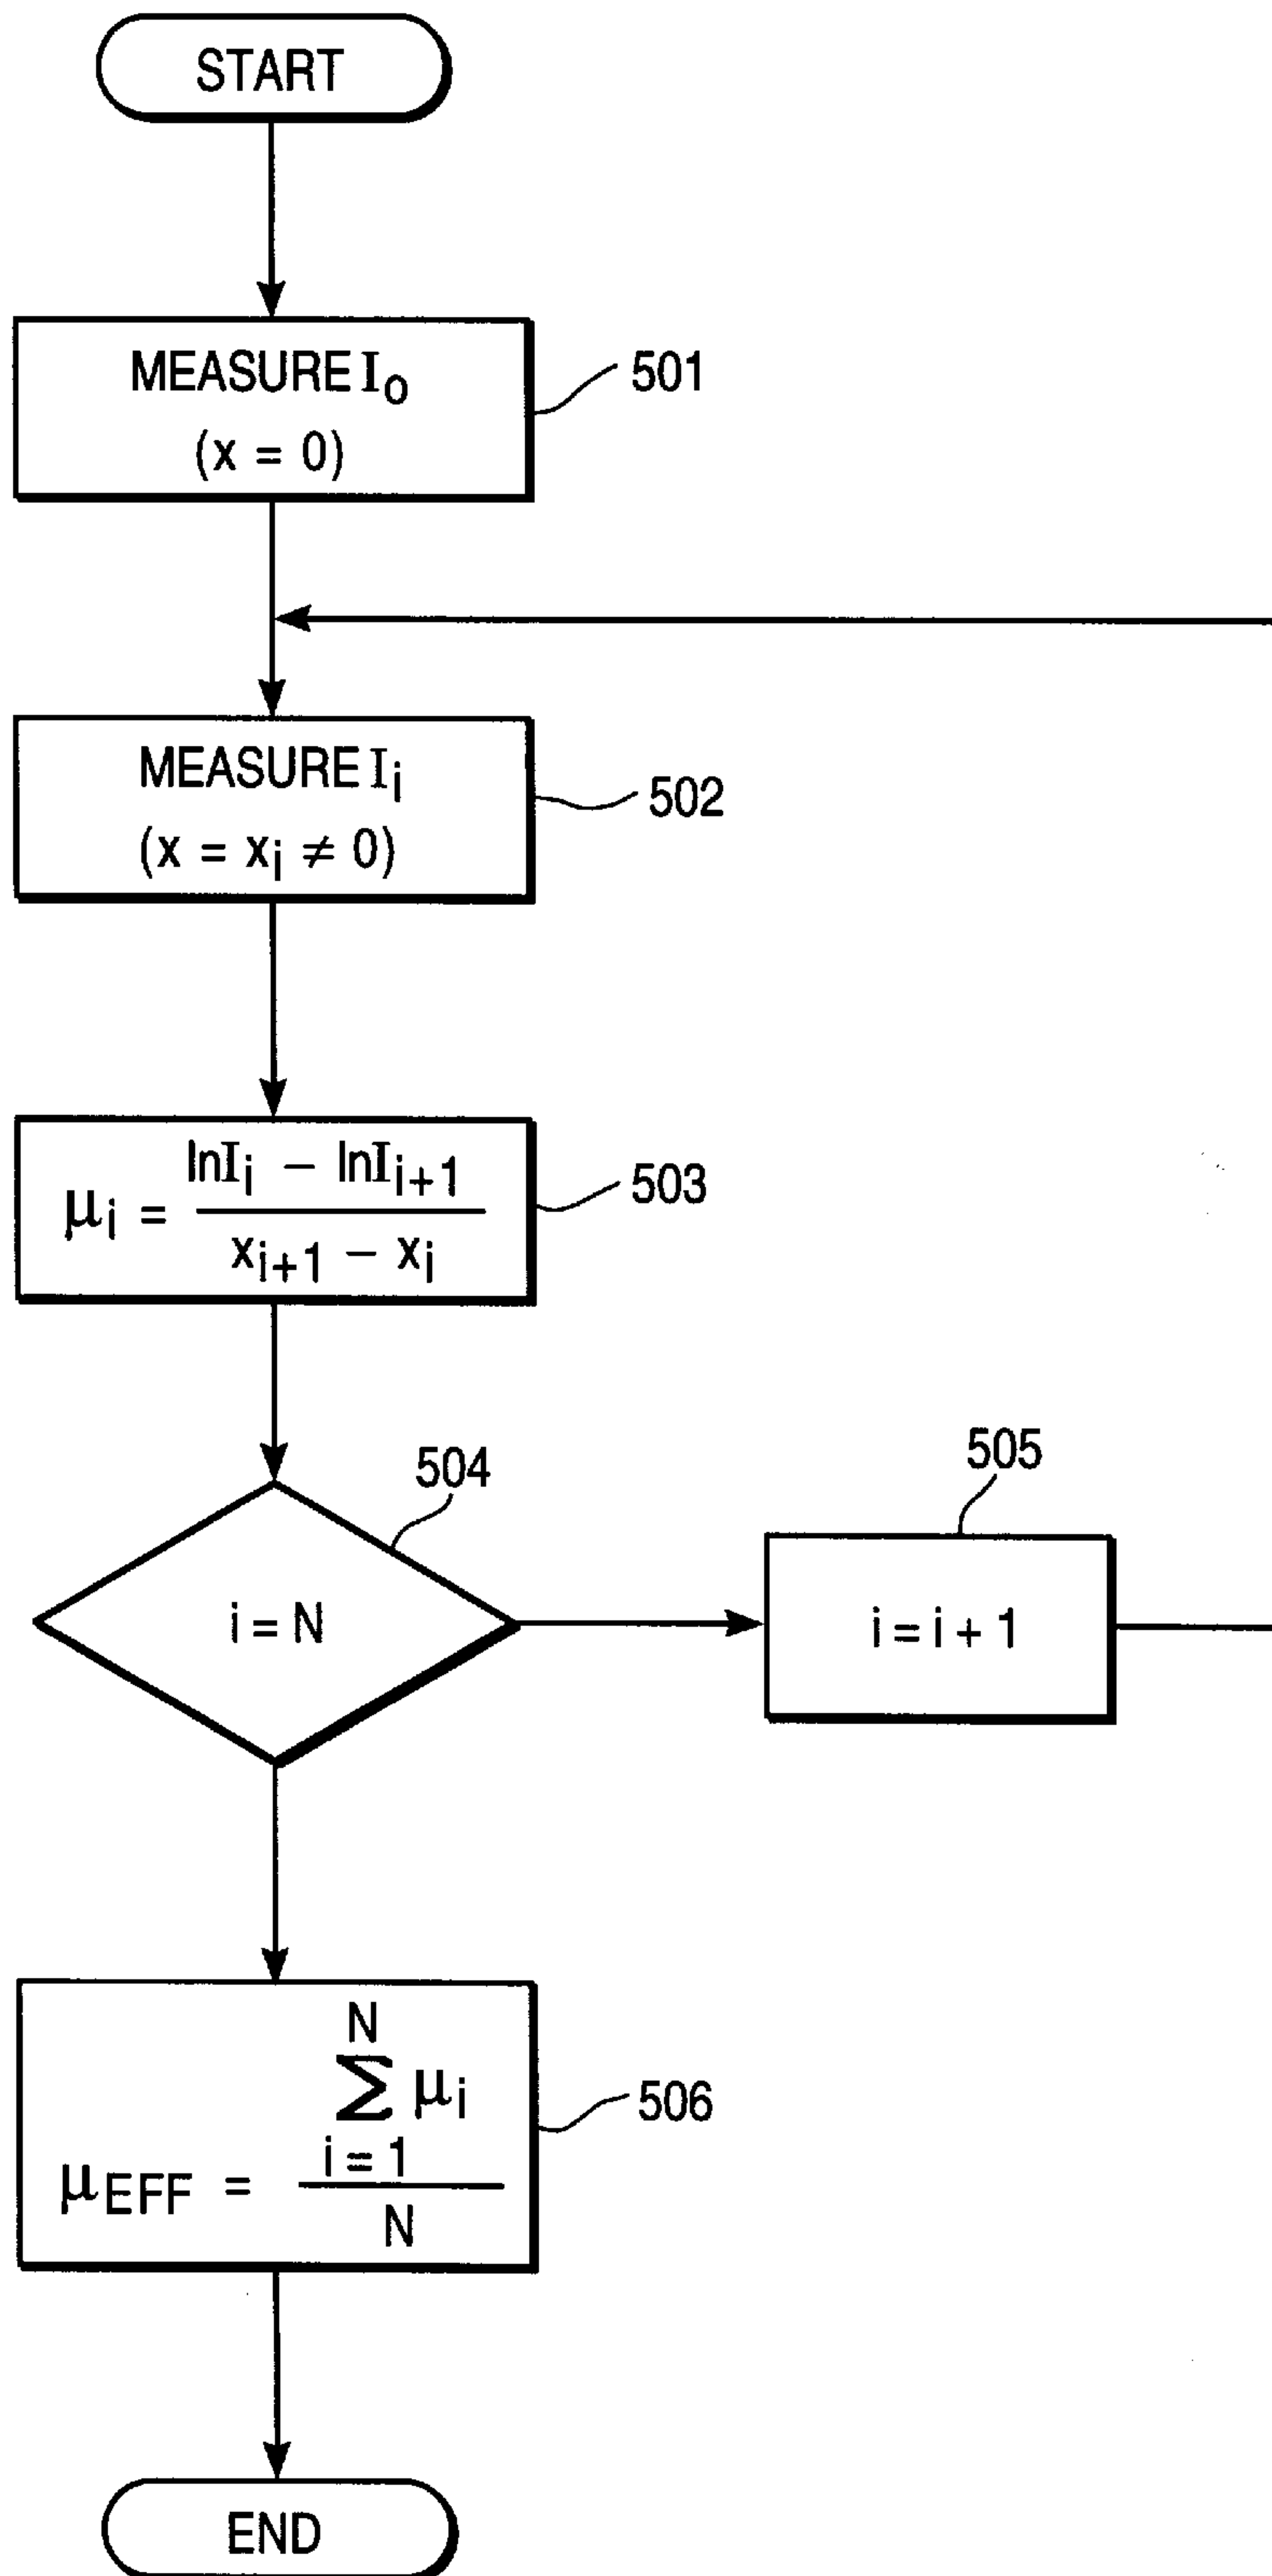 START
MEASURE I₀
(x = 0)
501
MEASURE Iᵢ
(x = xᵢ ≠ 0)
502
μᵢ = (lnIᵢ − lnIᵢ₊₁) / (xᵢ₊₁ − xᵢ)
503
504
i = N
505
i = i + 1
N
∑ μᵢ
i = 1
μEFF =
N
506
END